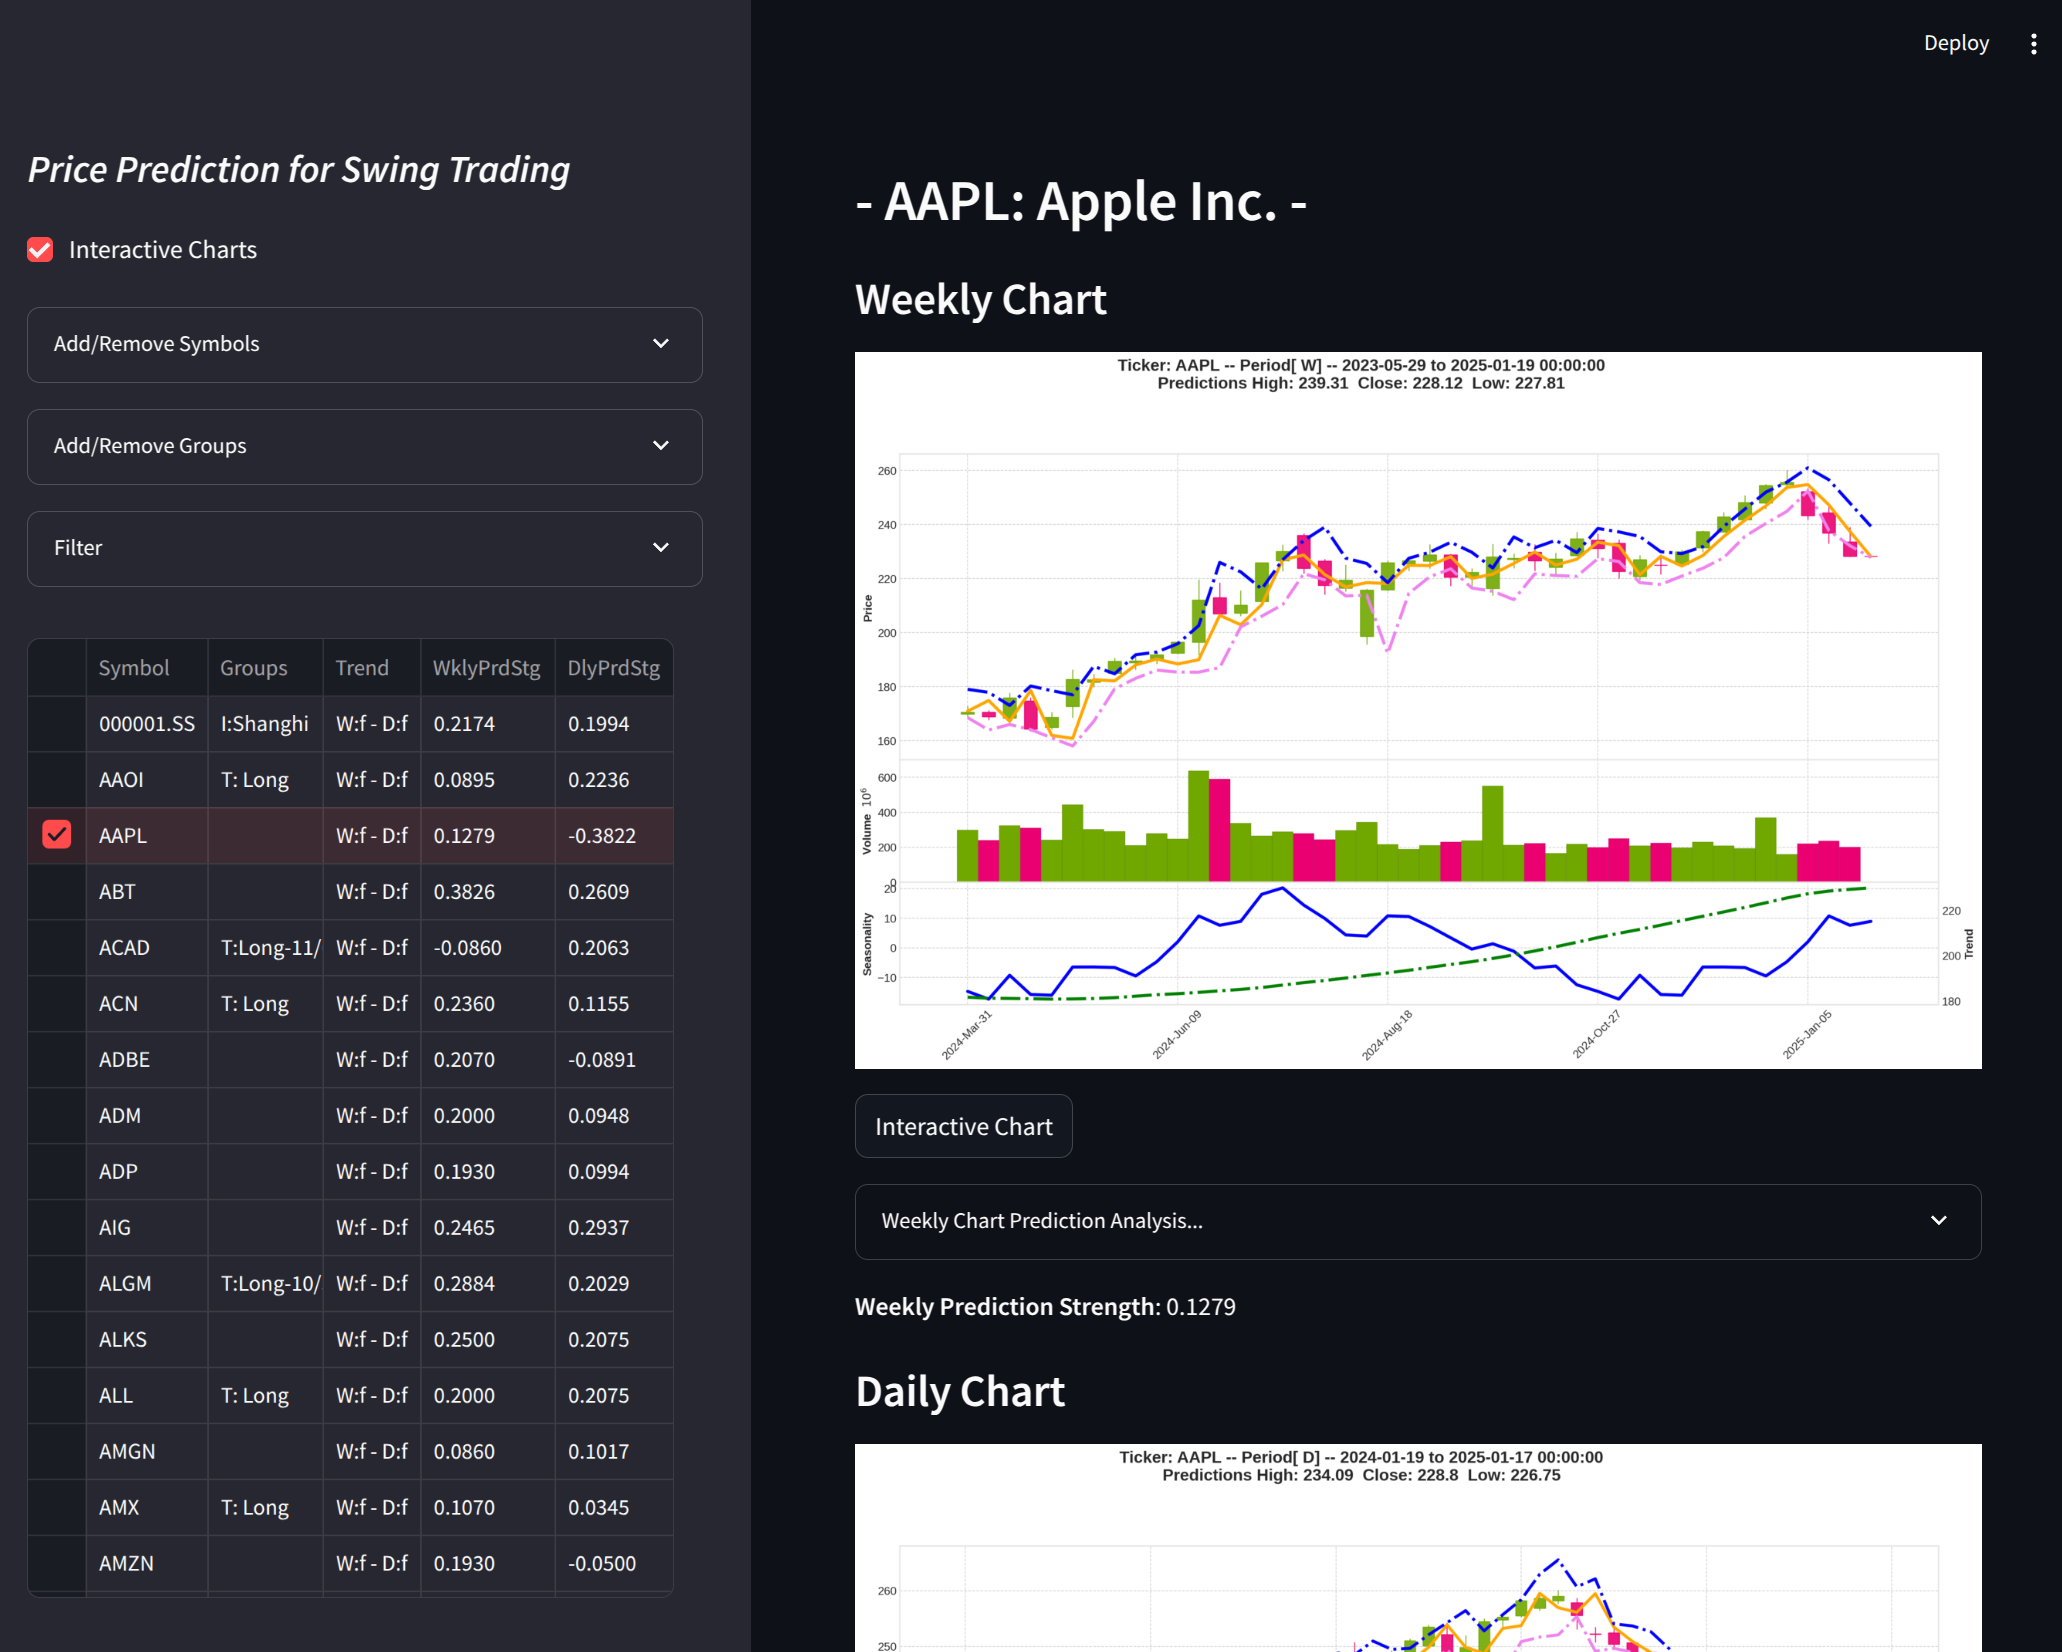 Deploy
Price Prediction for Swing Trading
Interactive Charts
Add/Remove Symbols
Add/Remove Groups
Filter
Symbol Groups Trend WklyPrdStg DlyPrdStg
000001.SS I:Shanghi W:f - D:f 0.2174 0.1994
AAOI T: Long W:f - D:f 0.0895 0.2236
AAPL W:f - D:f 0.1279 -0.3822
ABT W:f - D:f 0.3826 0.2609
ACAD T:Long-11/ W:f - D:f -0.0860 0.2063
ACN T: Long W:f - D:f 0.2360 0.1155
ADBE W:f - D:f 0.2070 -0.0891
ADM W:f - D:f 0.2000 0.0948
ADP W:f - D:f 0.1930 0.0994
AIG W:f - D:f 0.2465 0.2937
ALGM T:Long-10/ W:f - D:f 0.2884 0.2029
ALKS W:f - D:f 0.2500 0.2075
ALL T: Long W:f - D:f 0.2000 0.2075
AMGN W:f - D:f 0.0860 0.1017
AMX T: Long W:f - D:f 0.1070 0.0345
AMZN W:f - D:f 0.1930 -0.0500
- AAPL: Apple Inc. -
Weekly Chart
Ticker: AAPL -- Period[ W] -- 2023-05-29 to 2025-01-19 00:00:00
Predictions High: 239.31 Close: 228.12 Low: 227.81
260
240
220
200
180
160
Price
600
400
200
0
Volume 10^6
20
10
0
−10
Seasonality
220
200
180
Trend
2024-Mar-31
2024-Jun-09
2024-Aug-18
2024-Oct-27
2025-Jan-05
Interactive Chart
Weekly Chart Prediction Analysis...
Weekly Prediction Strength: 0.1279
Daily Chart
Ticker: AAPL -- Period[ D] -- 2024-01-19 to 2025-01-17 00:00:00
Predictions High: 234.09 Close: 228.8 Low: 226.75
260
250